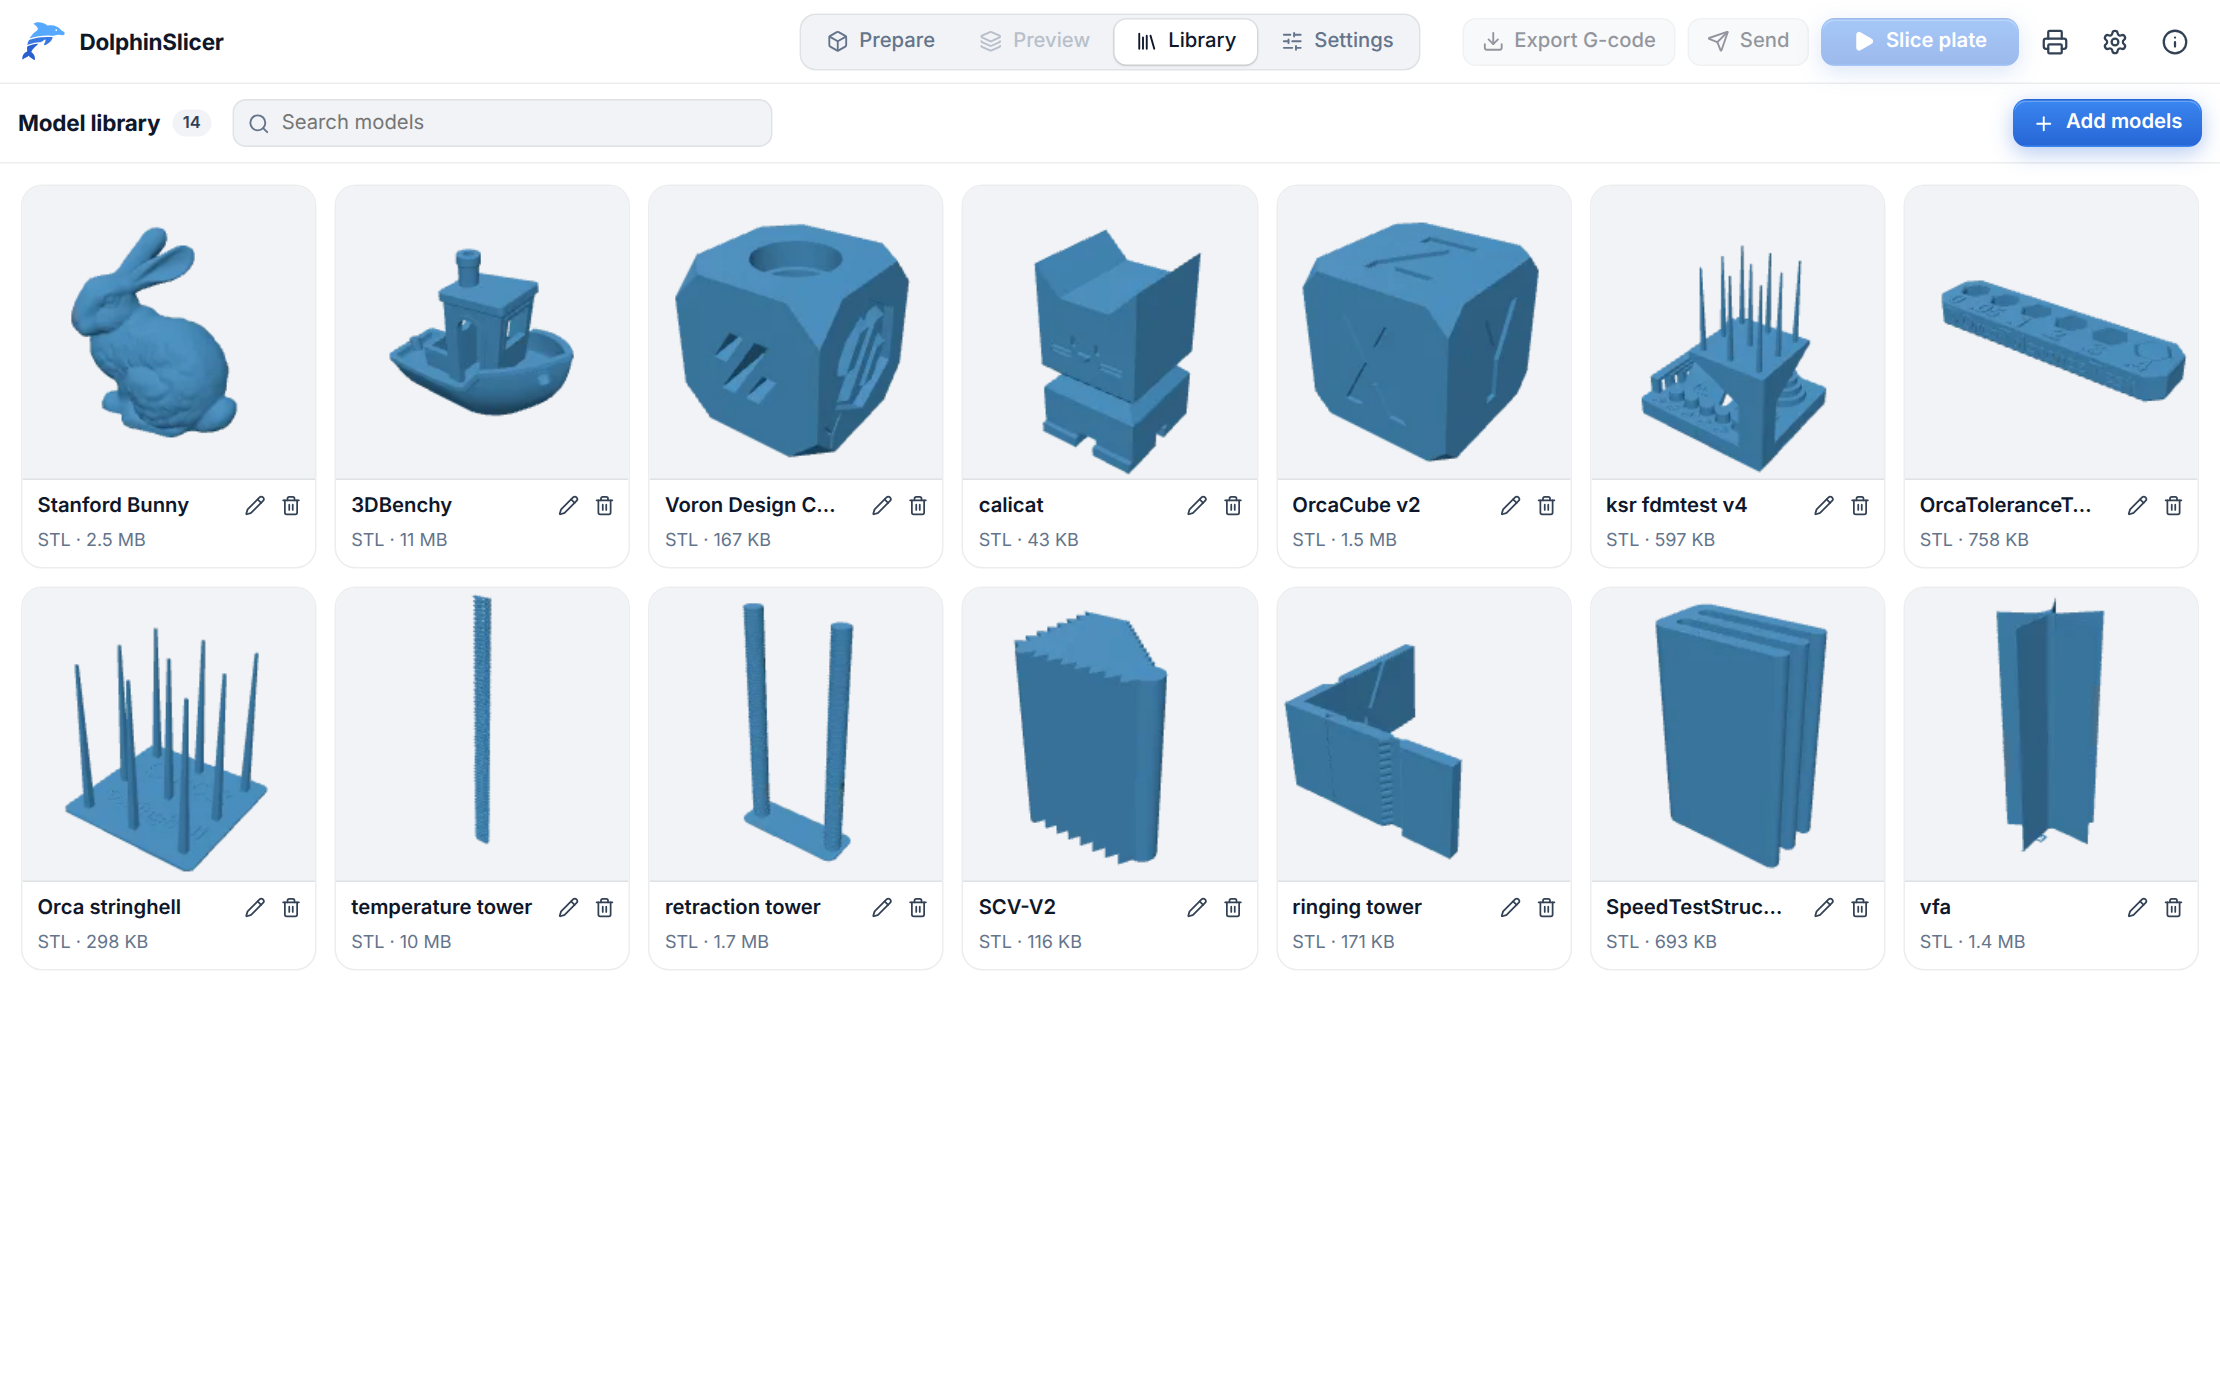 DolphinSlicer
Prepare
Preview
Library
Settings
Export G-code
Send
Slice plate
Model library 14
Search models
Add models
Stanford Bunny
STL · 2.5 MB
3DBenchy
STL · 11 MB
Voron Design C...
STL · 167 KB
calicat
STL · 43 KB
OrcaCube v2
STL · 1.5 MB
ksr fdmtest v4
STL · 597 KB
OrcaToleranceT...
STL · 758 KB
Orca stringhell
STL · 298 KB
temperature tower
STL · 10 MB
retraction tower
STL · 1.7 MB
SCV-V2
STL · 116 KB
ringing tower
STL · 171 KB
SpeedTestStruc...
STL · 693 KB
vfa
STL · 1.4 MB